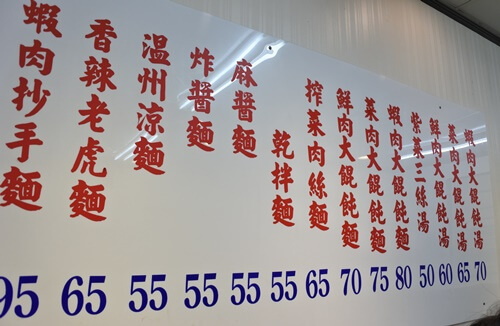 蝦肉大餛飩湯
70
菜肉大餛飩湯
65
鮮肉大餛飩湯
60
紫菜三絲湯
50
蝦肉大餛飩麵
80
菜肉大餛飩麵
75
鮮肉大餛飩麵
70
榨菜肉絲麵
65
乾拌麵
55
麻醬麵
55
炸醬麵
55
溫州涼麵
55
香辣老虎麵
65
蝦肉抄手麵
95